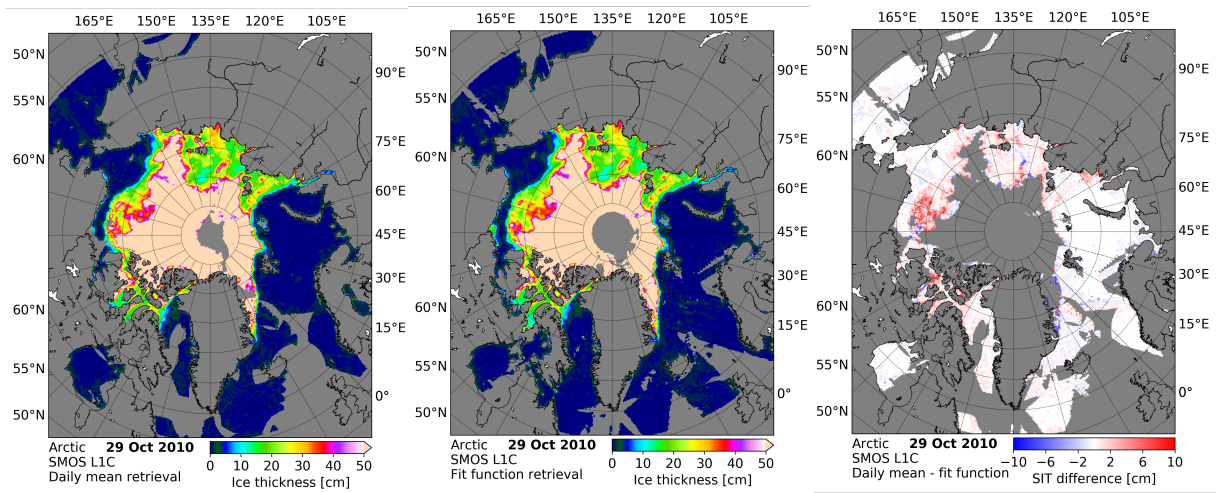 165°E 150°E 135°E 120°E 105°E
50°N
90°E
55°N
75°E
60°N
60°E
45°E
30°E
60°N
15°E
55°N
0°
50°N
Arctic 29 Oct 2010
SMOS L1C
Daily mean retrieval
0 10 20 30 40 50
Ice thickness [cm]
165°E 150°E 135°E 120°E 105°E
50°N
90°E
55°N
75°E
60°N
60°E
45°E
30°E
60°N
15°E
55°N
0°
50°N
Arctic 29 Oct 2010
SMOS L1C
Fit function retrieval
0 10 20 30 40 50
Ice thickness [cm]
165°E 150°E 135°E 120°E 105°E
50°N
90°E
55°N
75°E
60°N
60°E
45°E
30°E
60°N
15°E
55°N
0°
50°N
Arctic 29 Oct 2010
SMOS L1C
Daily mean - fit function
−10 −6 −2 2 6 10
SIT difference [cm]